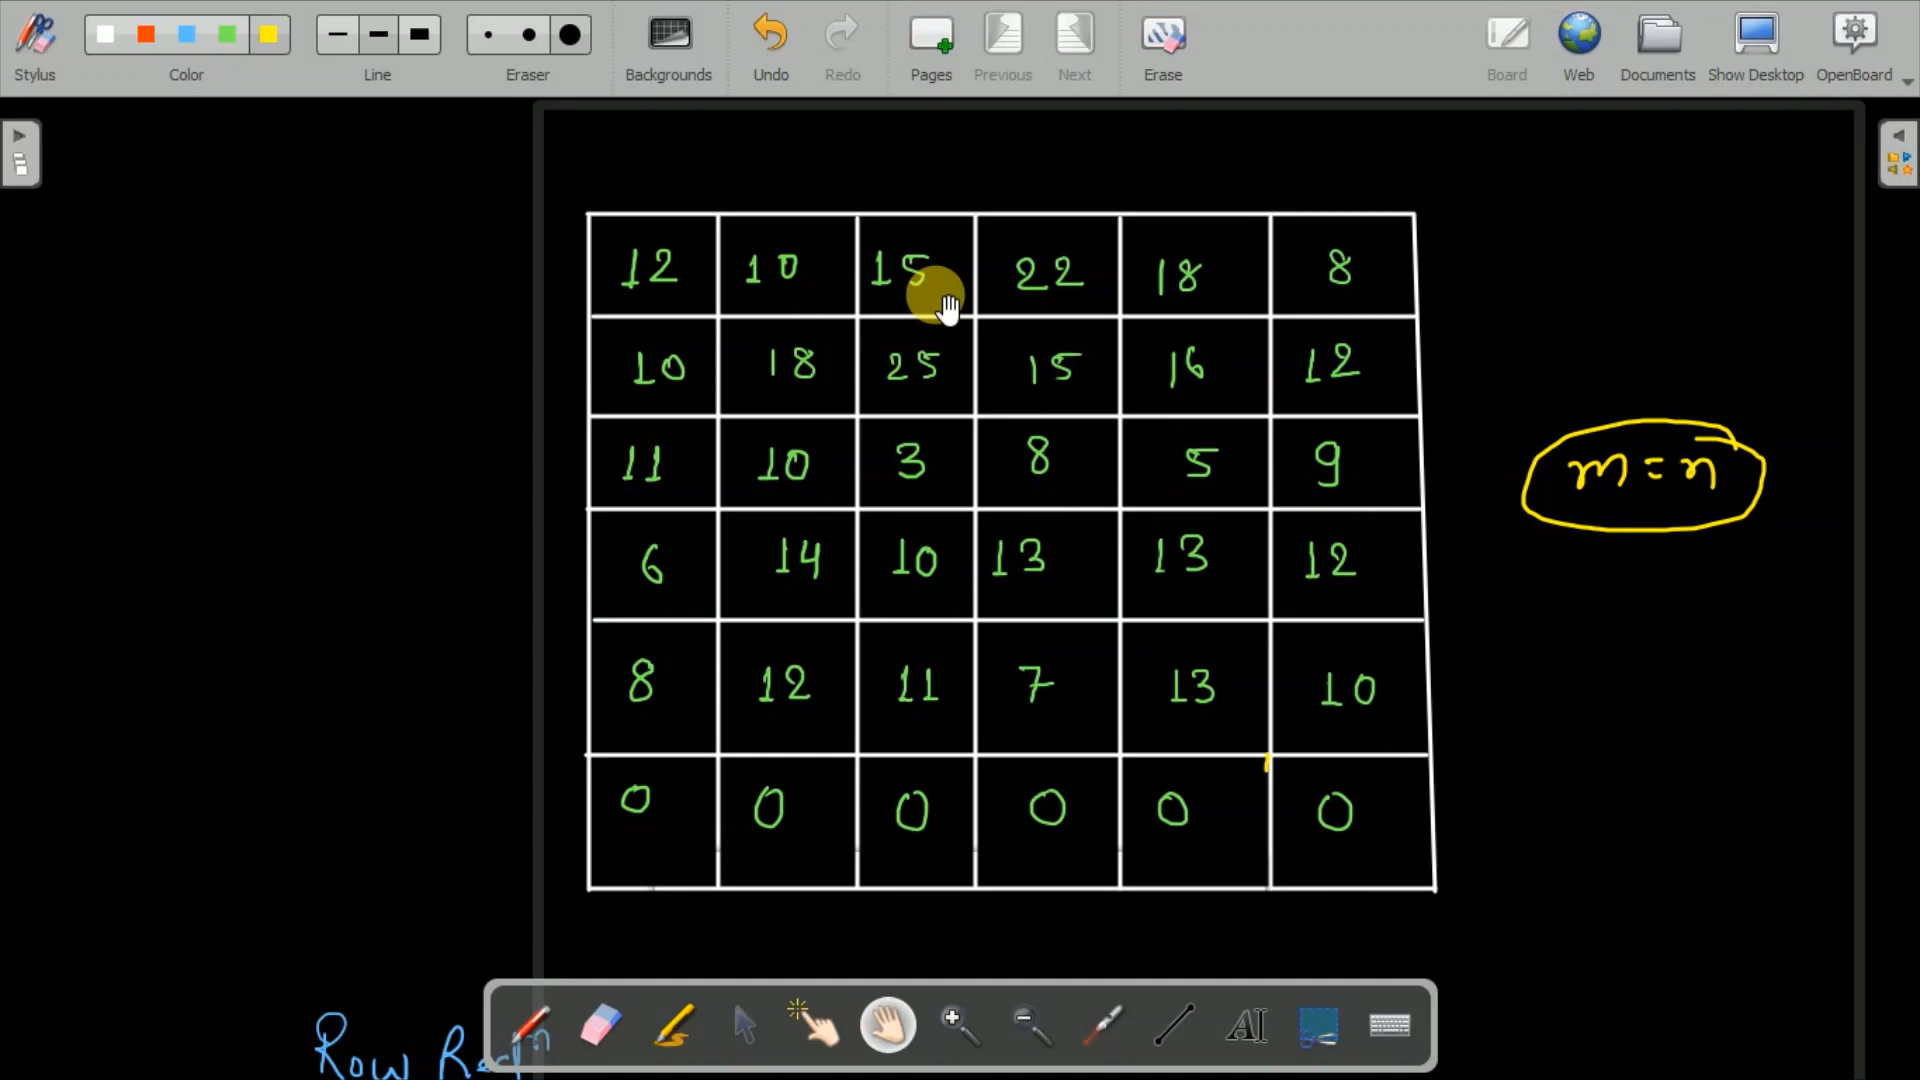 Stylus Color Line Eraser Backgrounds Undo Redo Pages Previous Next Erase Board Web Documents Show Desktop OpenBoard
12 10 15 22 18 8
10 18 25 15 16 12
11 10 3 8 5 9
m = n
6 14 10 13 13 12
8 12 11 7 13 10
0 0 0 0 0 0
Row